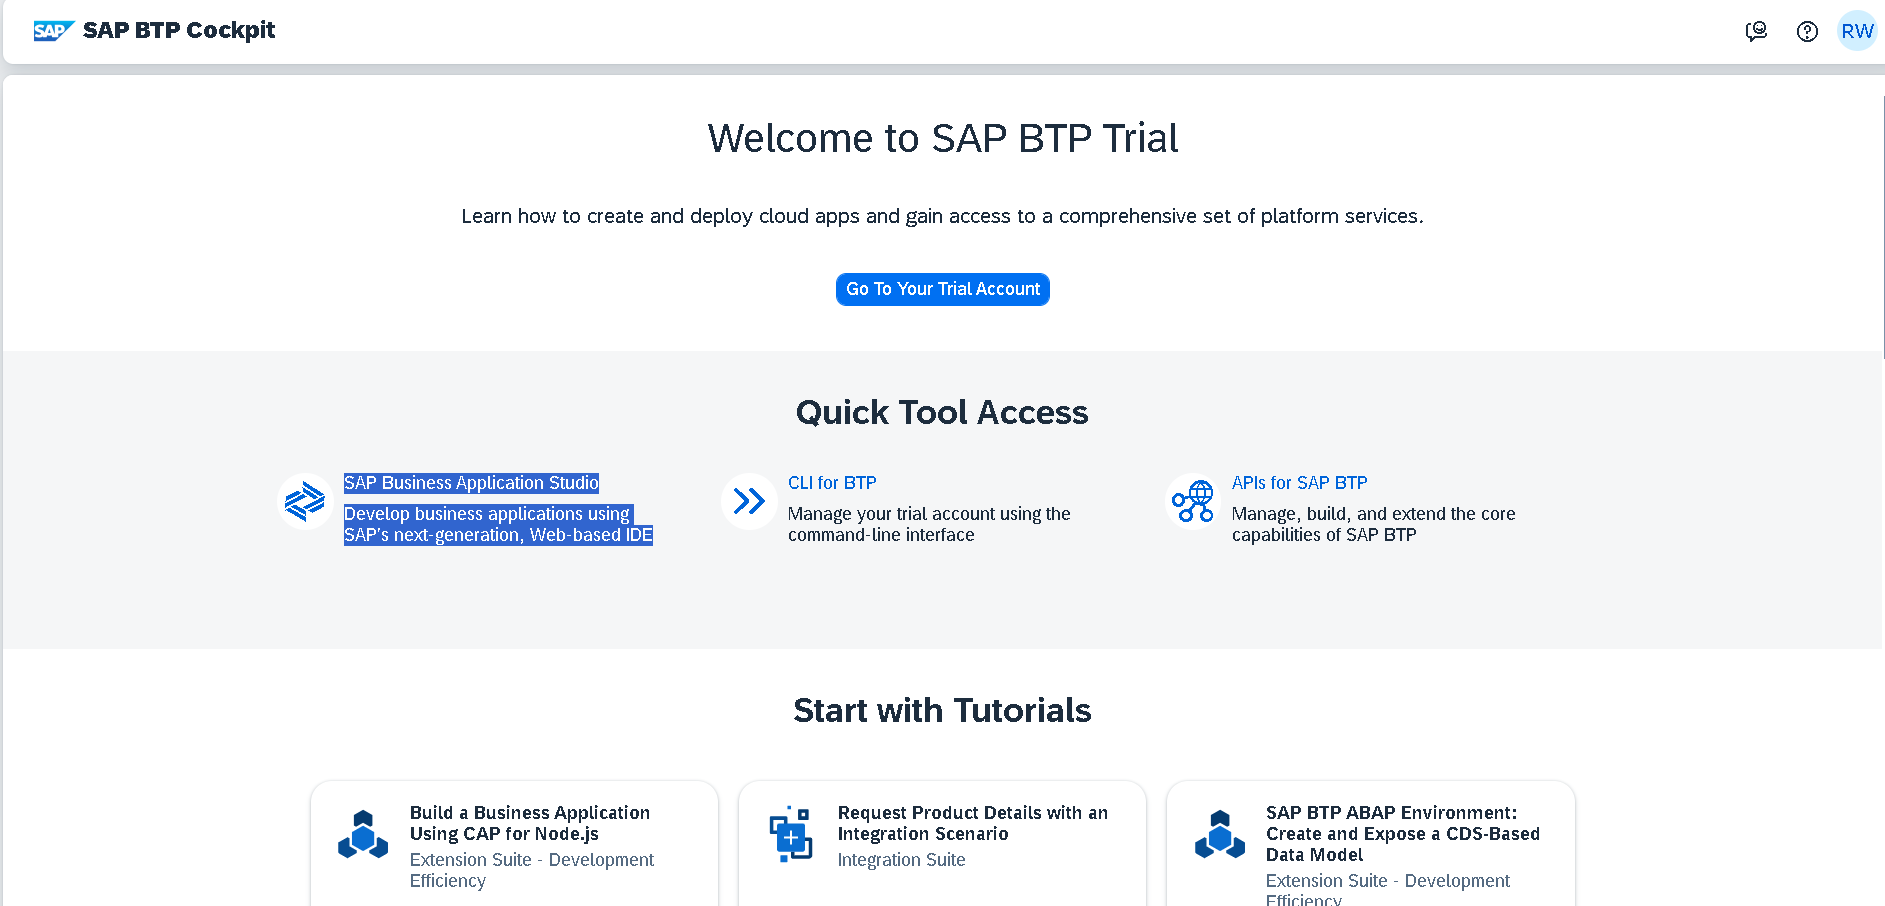 SAP SAP BTP Cockpit
RW
Welcome to SAP BTP Trial
Learn how to create and deploy cloud apps and gain access to a comprehensive set of platform services.
Go To Your Trial Account
Quick Tool Access
SAP Business Application Studio
Develop business applications using
SAP's next-generation, Web-based IDE
CLI for BTP
Manage your trial account using the
command-line interface
APIs for SAP BTP
Manage, build, and extend the core
capabilities of SAP BTP
Start with Tutorials
Build a Business Application
Using CAP for Node.js
Extension Suite - Development
Efficiency
Request Product Details with an
Integration Scenario
Integration Suite
SAP BTP ABAP Environment:
Create and Expose a CDS-Based
Data Model
Extension Suite - Development
Efficiency